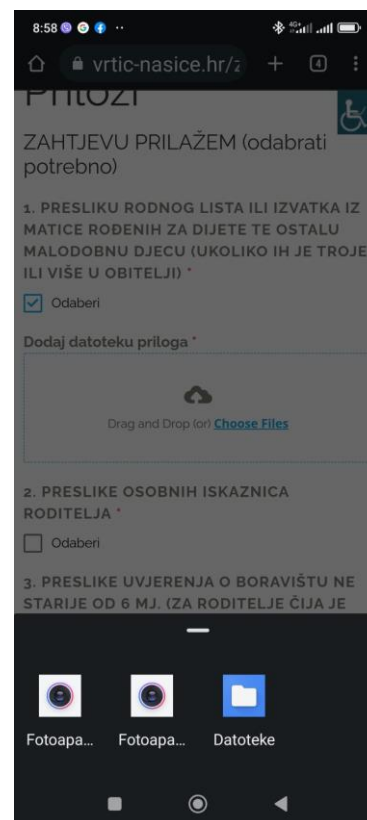 8:58
4G
vrtic-nasice.hr/z
4
Prilozi
ZAHTJEVU PRILAŽEM (odabrati
potrebno)
1. PRESLIKU RODNOG LISTA ILI IZVATKA IZ
MATICE ROĐENIH ZA DIJETE TE OSTALU
MALODOBNU DJECU (UKOLIKO IH JE TROJE
ILI VIŠE U OBITELJI) *
Odaberi
Dodaj datoteku priloga *
Drag and Drop (or) Choose Files
2. PRESLIKE OSOBNIH ISKAZNICA
RODITELJA *
Odaberi
3. PRESLIKE UVJERENJA O BORAVIŠTU NE
STARIJE OD 6 MJ. (ZA RODITELJE ČIJA JE
Fotoapa... Fotoapa... Datoteke